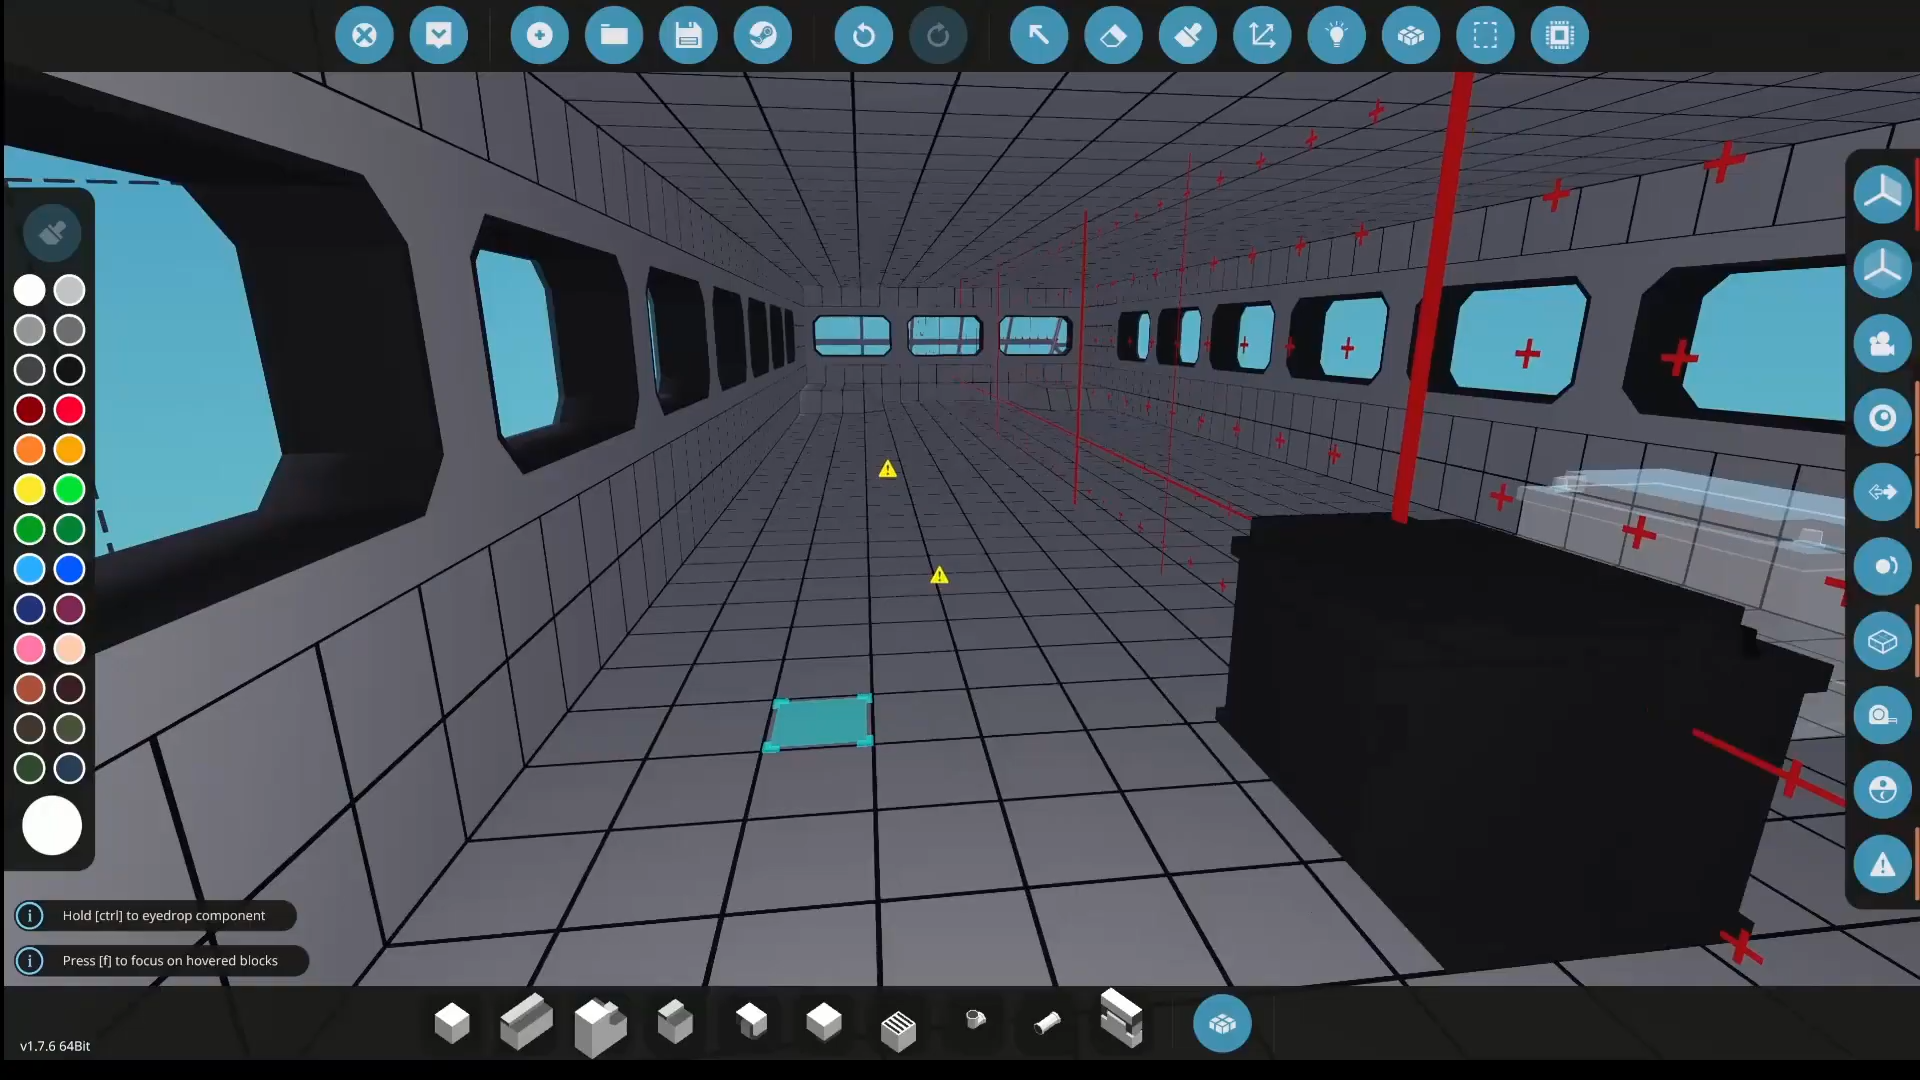 Hold [ctrl] to eyedrop component
Press [f] to focus on hovered blocks
v1.7.6 64Bit